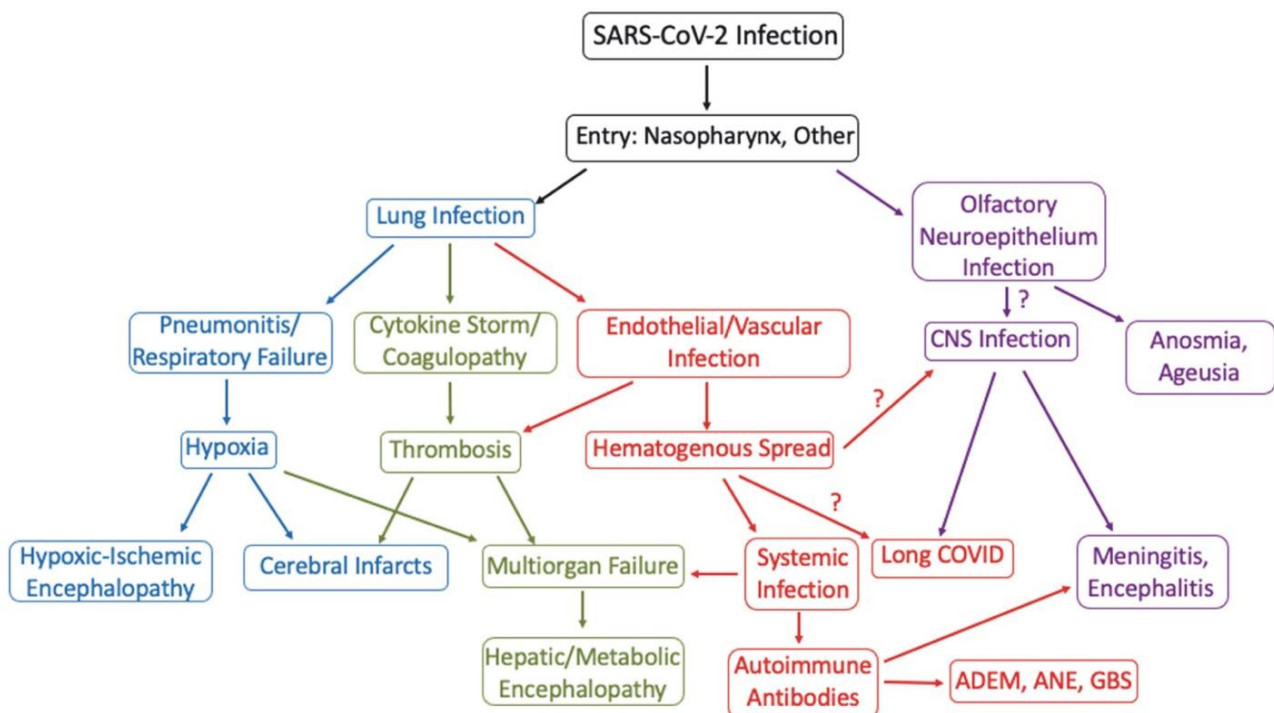 SARS-CoV-2 Infection
Entry: Nasopharynx, Other
Lung Infection
Olfactory
Neuroepithelium
Infection
?
Pneumonitis/
Respiratory Failure
Cytokine Storm/
Coagulopathy
Endothelial/Vascular
Infection
CNS Infection
Anosmia,
Ageusia
?
Hypoxia
Thrombosis
Hematogenous Spread
?
Hypoxic-Ischemic
Encephalopathy
Cerebral Infarcts
Multiorgan Failure
Systemic
Infection
Long COVID
Meningitis,
Encephalitis
Hepatic/Metabolic
Encephalopathy
Autoimmune
Antibodies
ADEM, ANE, GBS